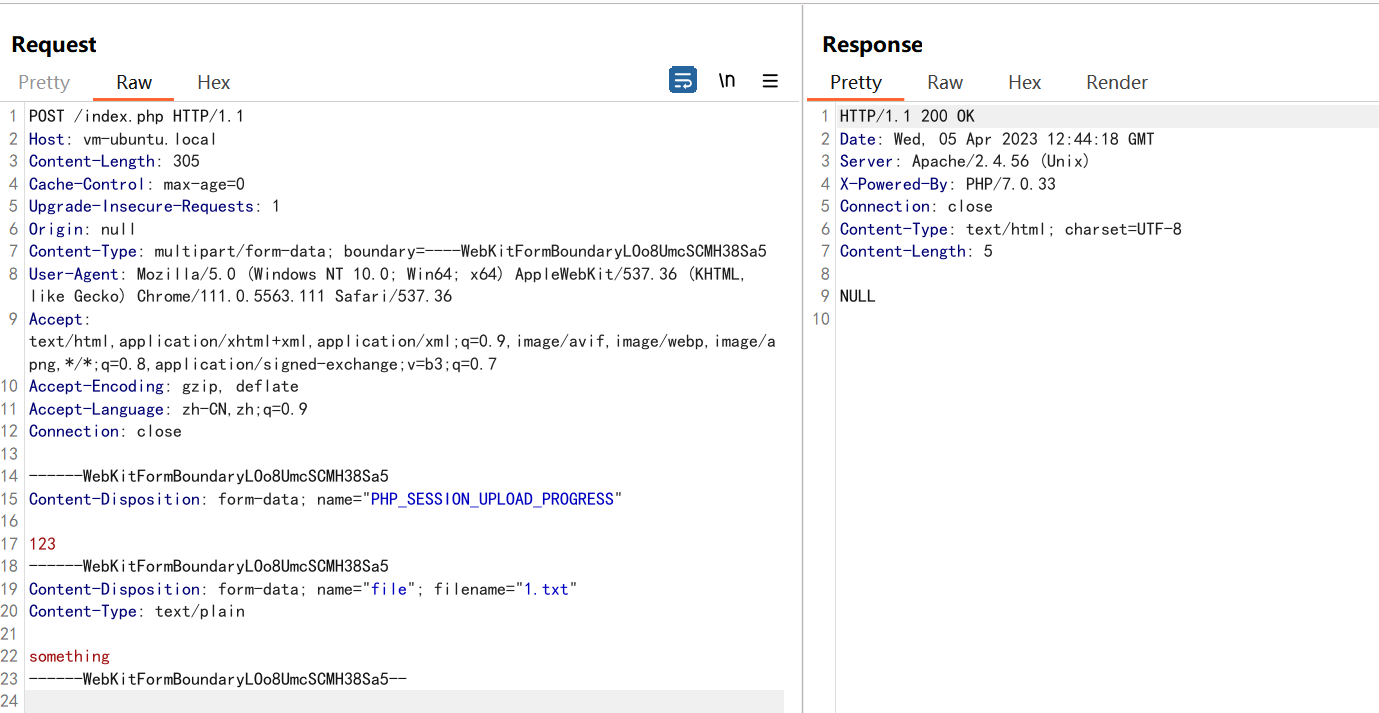 Request
Pretty Raw Hex \n
1 POST /index.php HTTP/1.1
2 Host: vm-ubuntu.local
3 Content-Length: 305
4 Cache-Control: max-age=0
5 Upgrade-Insecure-Requests: 1
6 Origin: null
7 Content-Type: multipart/form-data; boundary=----WebKitFormBoundaryLOo8UmcSCMH38Sa5
8 User-Agent: Mozilla/5.0 (Windows NT 10.0; Win64; x64) AppleWebKit/537.36 (KHTML,
like Gecko) Chrome/111.0.5563.111 Safari/537.36
9 Accept:
text/html,application/xhtml+xml,application/xml;q=0.9,image/avif,image/webp,image/a
png,*/*;q=0.8,application/signed-exchange;v=b3;q=0.7
10 Accept-Encoding: gzip, deflate
11 Accept-Language: zh-CN,zh;q=0.9
12 Connection: close
13
14 ------WebKitFormBoundaryLOo8UmcSCMH38Sa5
15 Content-Disposition: form-data; name="PHP_SESSION_UPLOAD_PROGRESS"
16
17 123
18 ------WebKitFormBoundaryLOo8UmcSCMH38Sa5
19 Content-Disposition: form-data; name="file"; filename="1.txt"
20 Content-Type: text/plain
21
22 something
23 ------WebKitFormBoundaryLOo8UmcSCMH38Sa5--
24
Response
Pretty Raw Hex Render
1 HTTP/1.1 200 OK
2 Date: Wed, 05 Apr 2023 12:44:18 GMT
3 Server: Apache/2.4.56 (Unix)
4 X-Powered-By: PHP/7.0.33
5 Connection: close
6 Content-Type: text/html; charset=UTF-8
7 Content-Length: 5
8
9 NULL
10